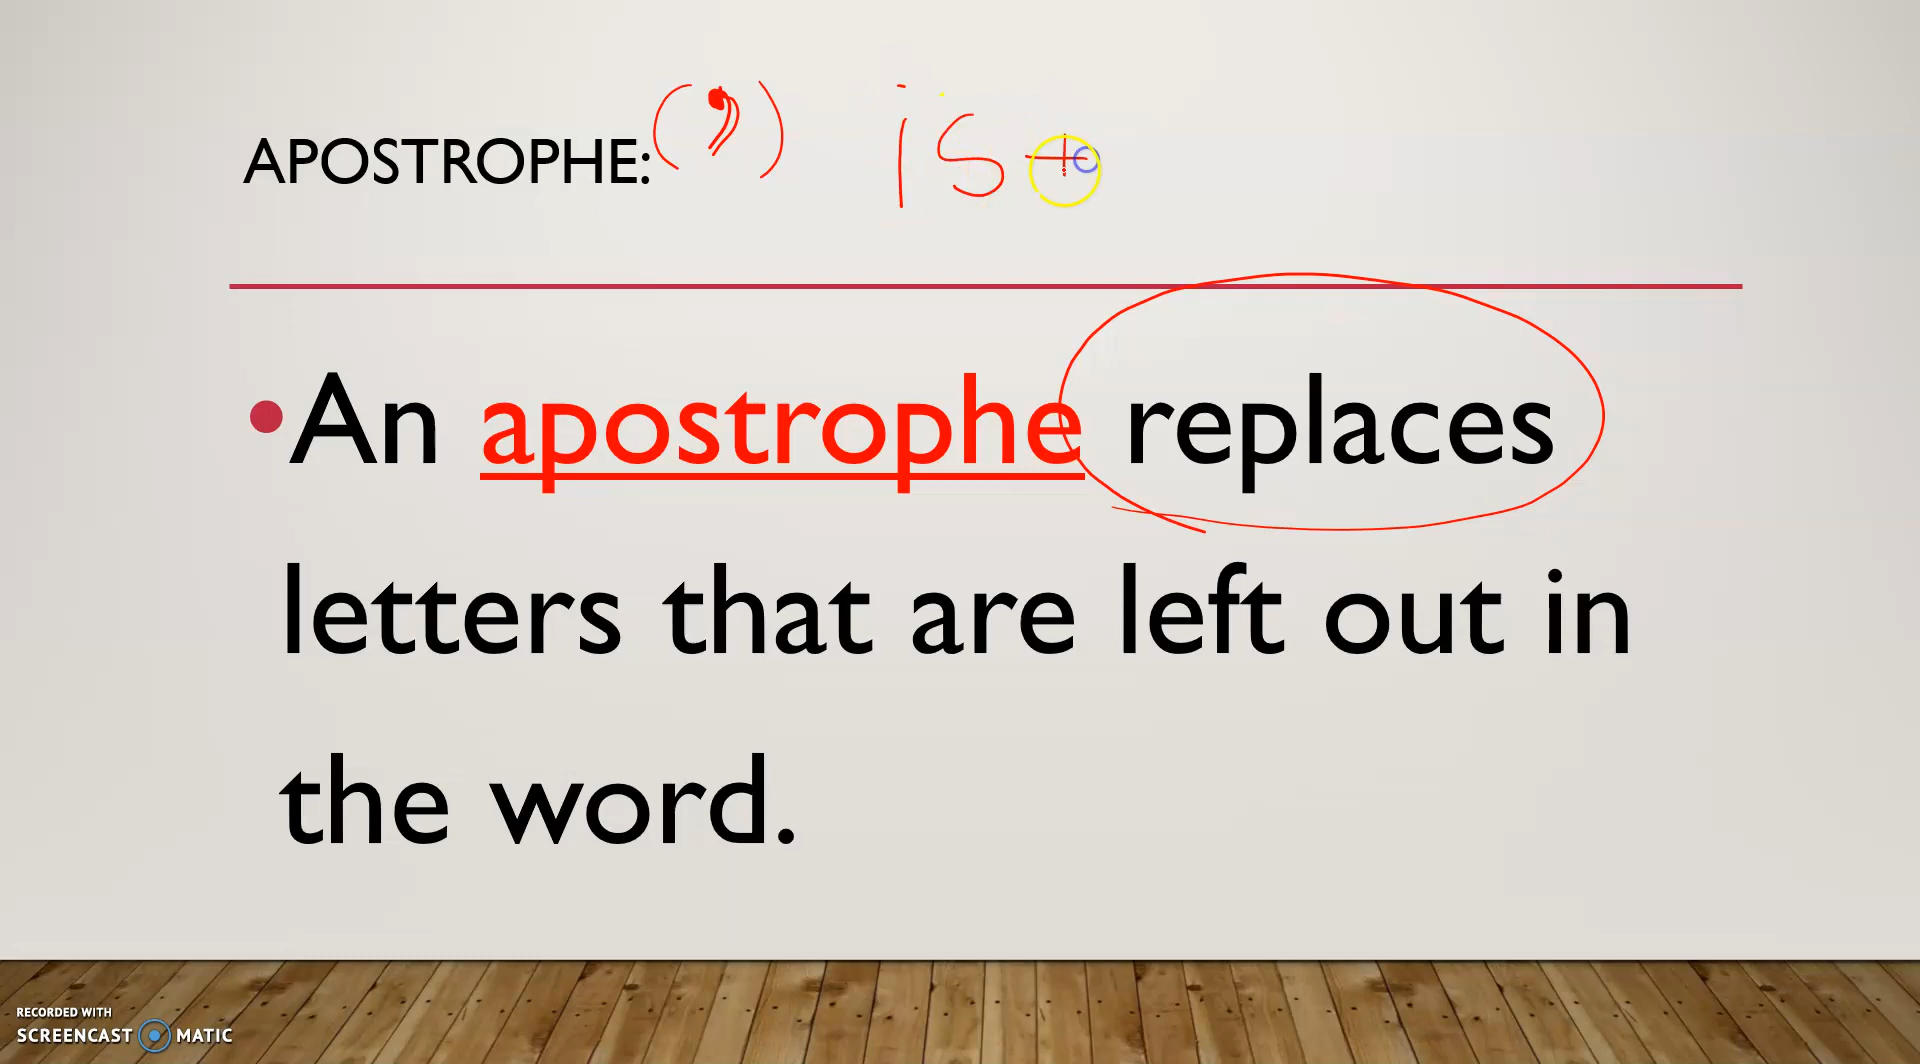 APOSTROPHE: (’) is +
•An apostrophe replaces
letters that are left out in
the word.
RECORDED WITH
SCREENCAST MATIC